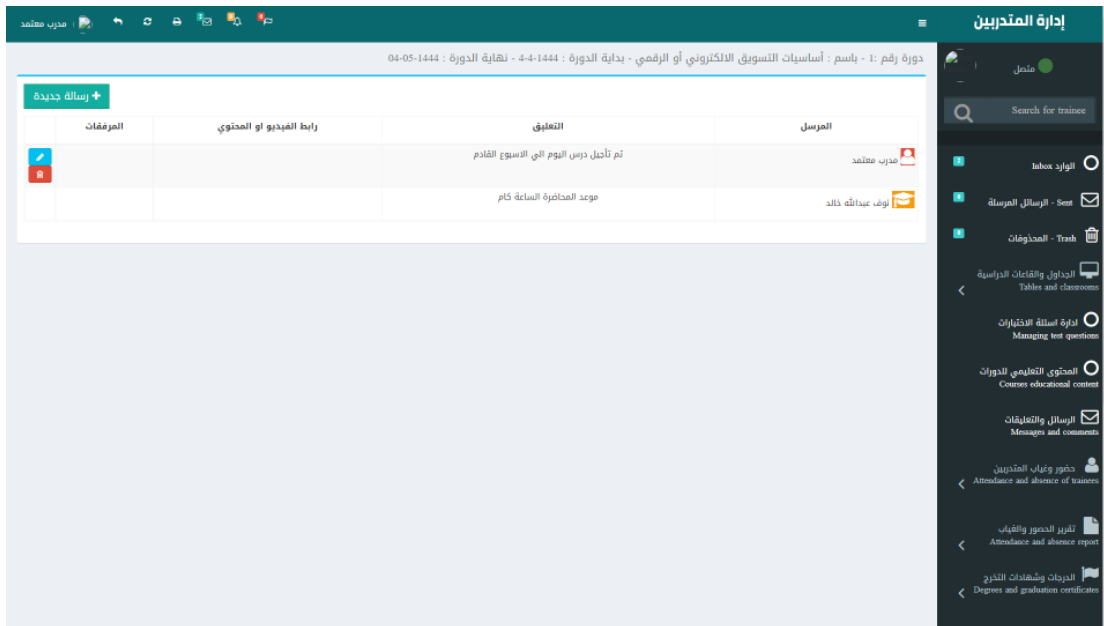 إدارة المتدربين
مدرب معتمد
متصل
Search for trainee
الوارد Inbox
Sent - الرسائل المرسلة
Trash - المحذوفات
الجداول والقاعات الدراسية
Tables and classrooms
ادارة اسئلة الاختبارات
Managing test questions
المحتوى التعليمي للدورات
Courses educational content
الرسائل والتعليقات
Messages and comments
حضور وغياب المتدربين
Attendance and absence of trainees
تقرير الحضور والغياب
Attendance and absence report
الدرجات وشهادات التخرج
Degrees and graduation certificates
دورة رقم :1 - باسم : أساسيات التسويق الالكتروني أو الرقمي - بداية الدورة : 1444-4-4 - نهاية الدورة : 1444-05-04
+ رسالة جديدة
المرسل التعليق رابط الفيديو او المحتوي المرفقات
مدرب معتمد تم تأجيل درس اليوم الي الاسبوع القادم
نوف عبدالله خالد موعد المحاضرة الساعة كام